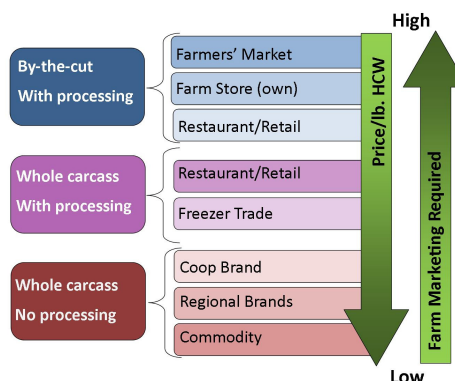 High
By-the-cut
With processing
Farmers' Market
Farm Store (own)
Restaurant/Retail
Whole carcass
With processing
Restaurant/Retail
Freezer Trade
Whole carcass
No processing
Coop Brand
Regional Brands
Commodity
Price/lb. HCW
Farm Marketing Required
Low